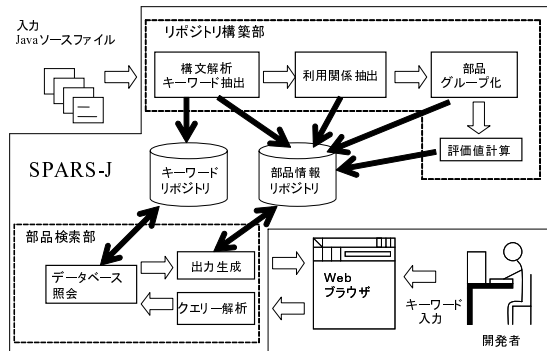 入力
Javaソースファイル
リポジトリ構築部
構文解析
キーワード抽出
利用関係抽出
部品
グループ化
評価値計算
SPARS-J
キーワード
リポジトリ
部品情報
リポジトリ
部品検索部
データベース
照会
出力生成
クエリー解析
Web
ブラウザ
キーワード
入力
開発者